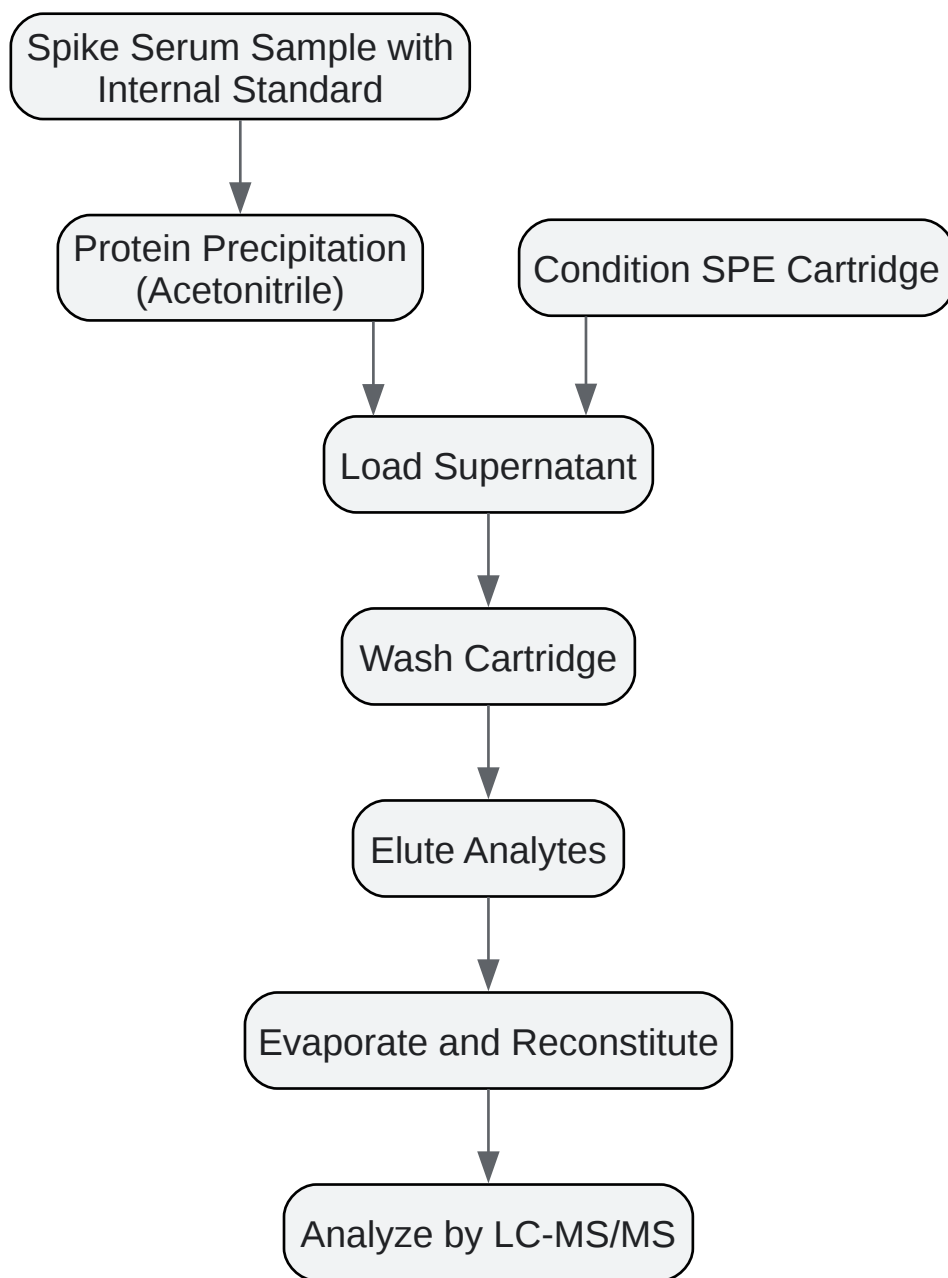 Spike Serum Sample with
Internal Standard
Protein Precipitation
(Acetonitrile)
Condition SPE Cartridge
Load Supernatant
Wash Cartridge
Elute Analytes
Evaporate and Reconstitute
Analyze by LC-MS/MS